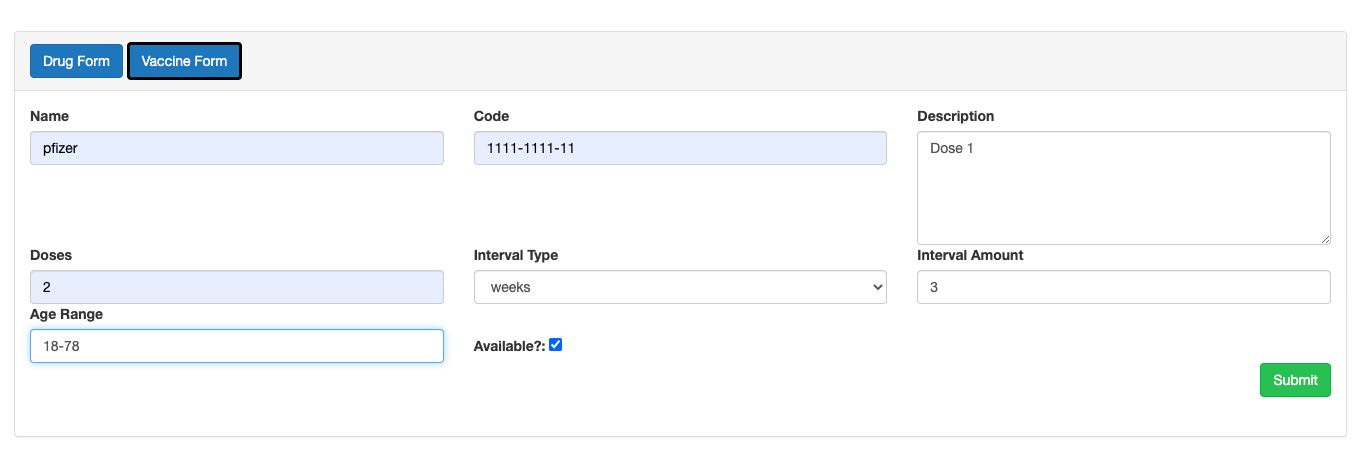 Drug Form Vaccine Form
Name Code Description
pfizer 1111-1111-11 Dose 1
Doses Interval Type Interval Amount
2 weeks 3
Age Range
18-78 Available?:
Submit